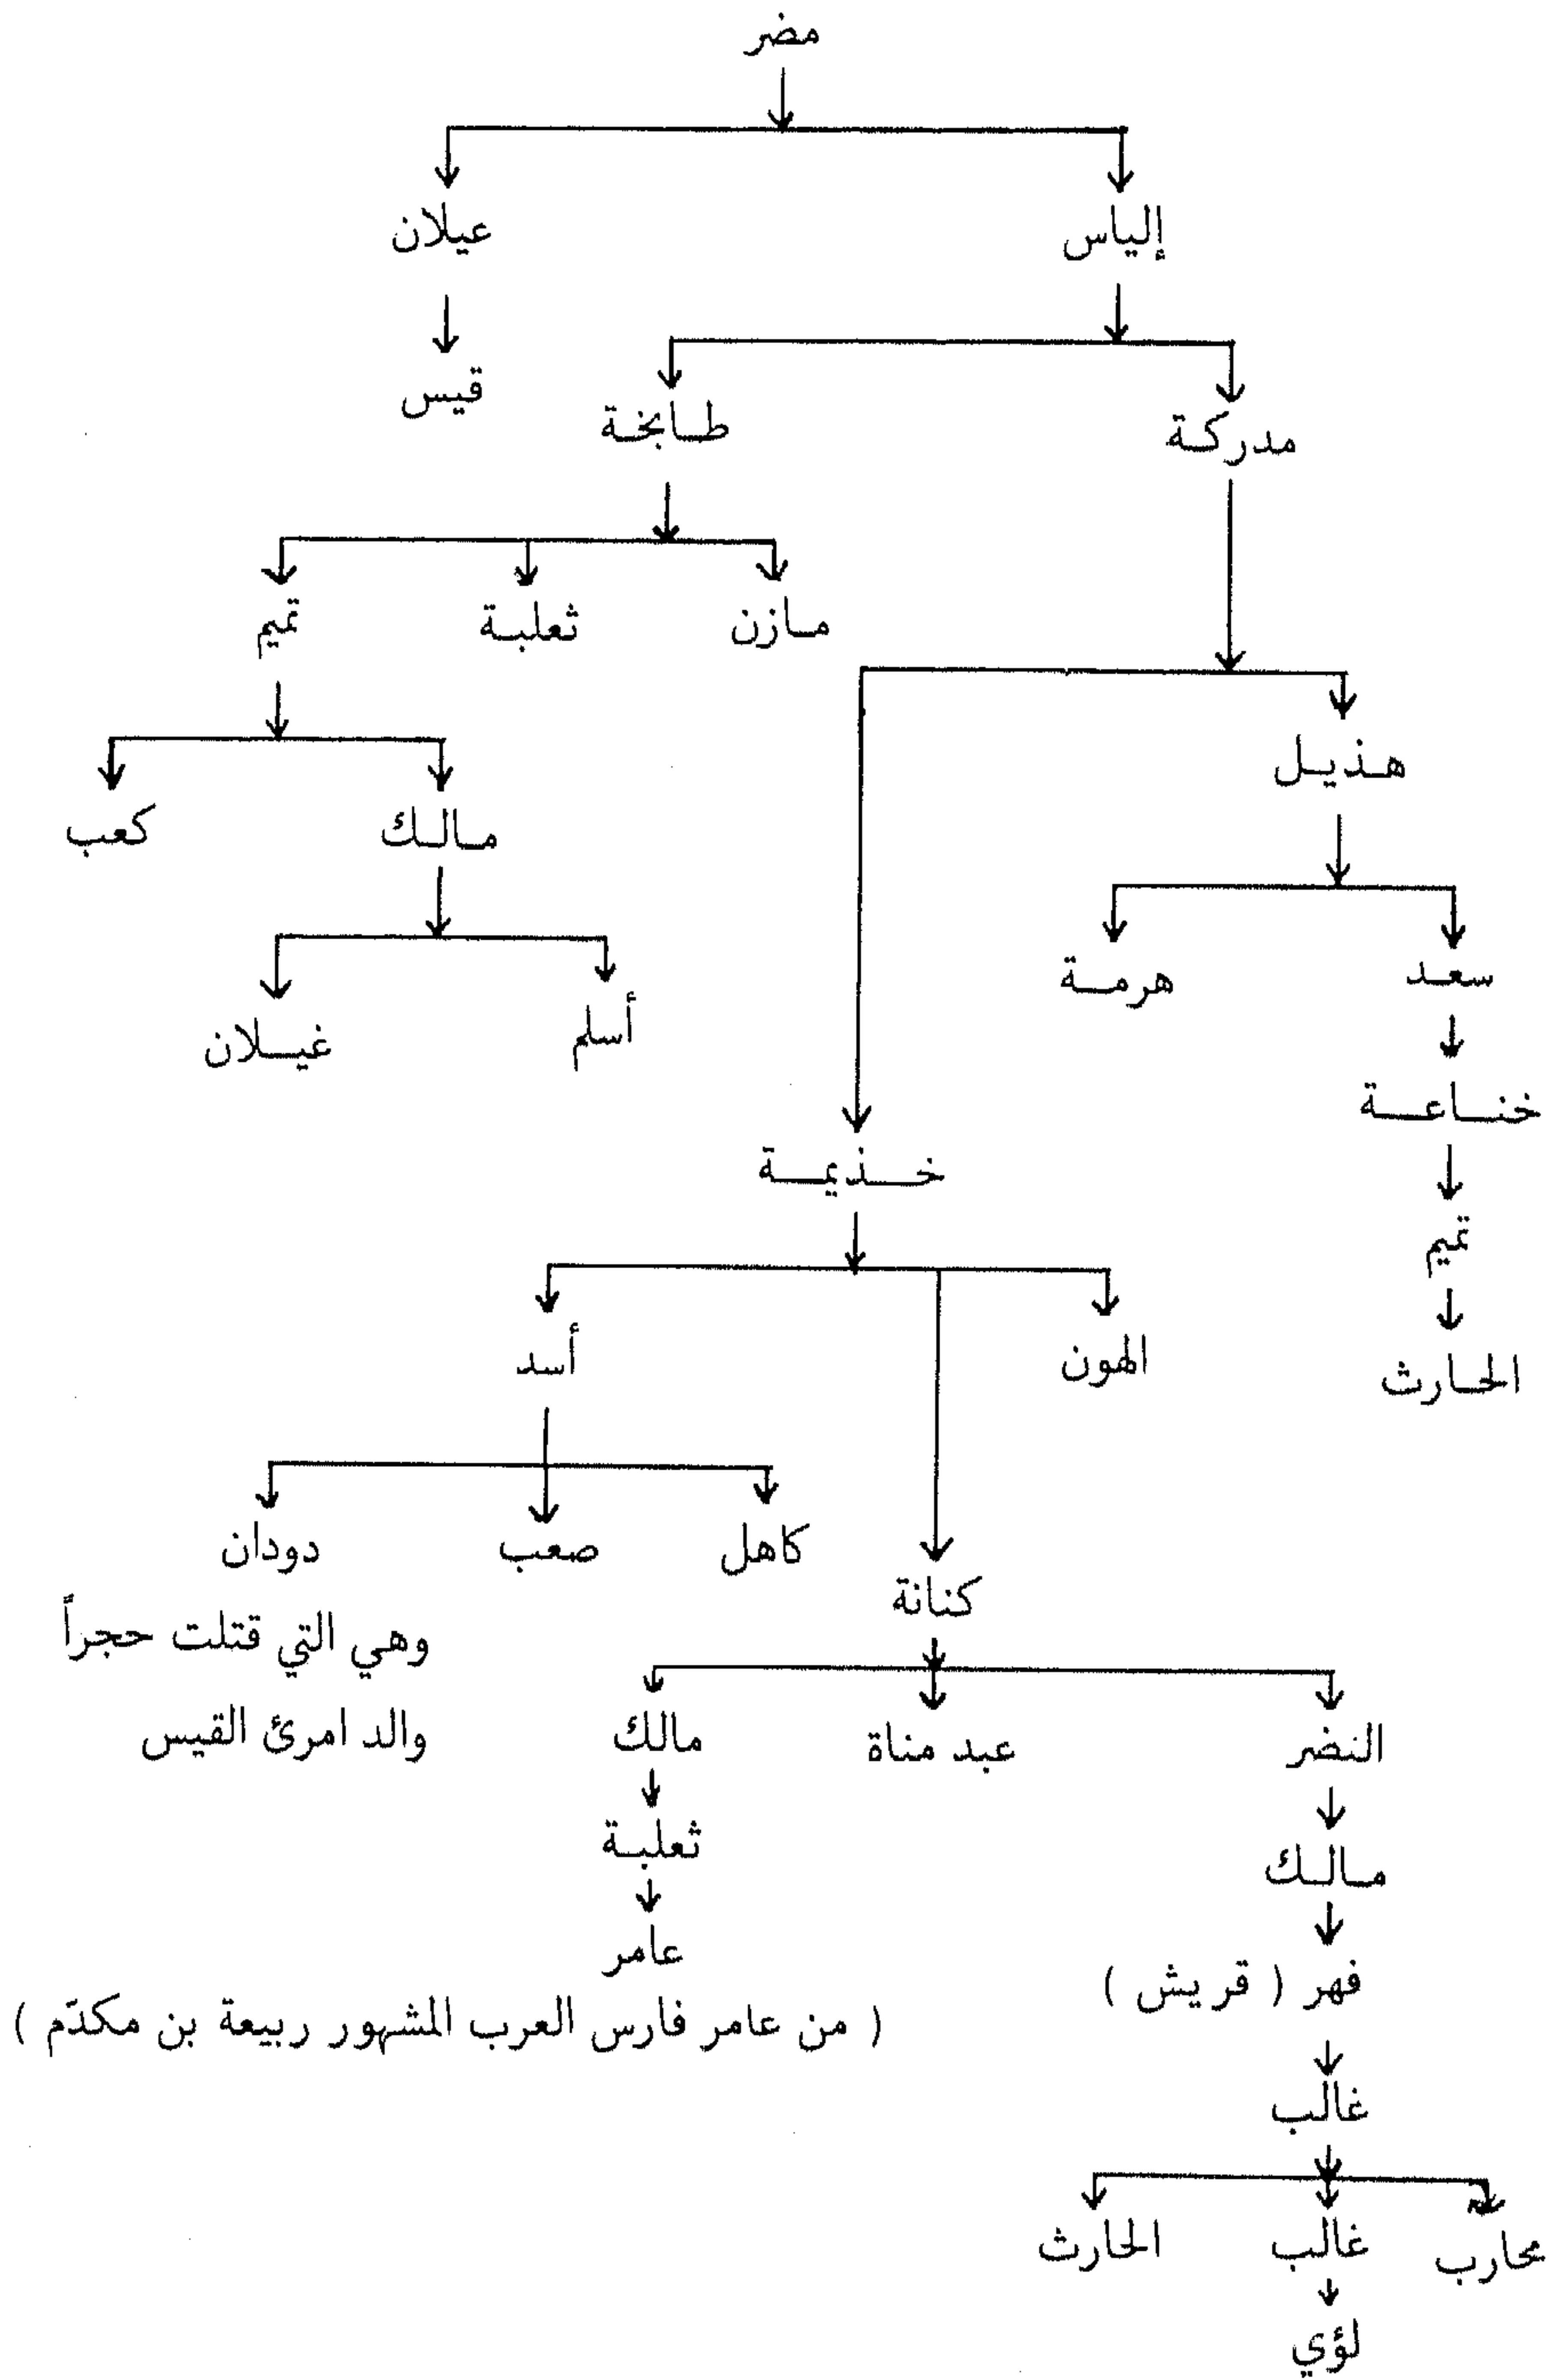 مضر
إلياس
عيلان
قيس
مدركة
طابخة
مازن
ثعلبة
تميم
هذيل
مالك
كعب
سعد
هرمة
أسلم
غيلان
خناعة
خذيمة
تميم
الهون
أسد
الحارث
كاهل
صعب
دودان
كنانة
وهي التي قتلت حجراً
والد امرئ القيس
النضر
عبد مناة
مالك
ثعلبة
مالك
عامر
فهر ( قريش )
( من عامر فارس العرب المشهور ربيعة بن مكدّم )
غالب
محارب
غالب
الحارث
لؤي